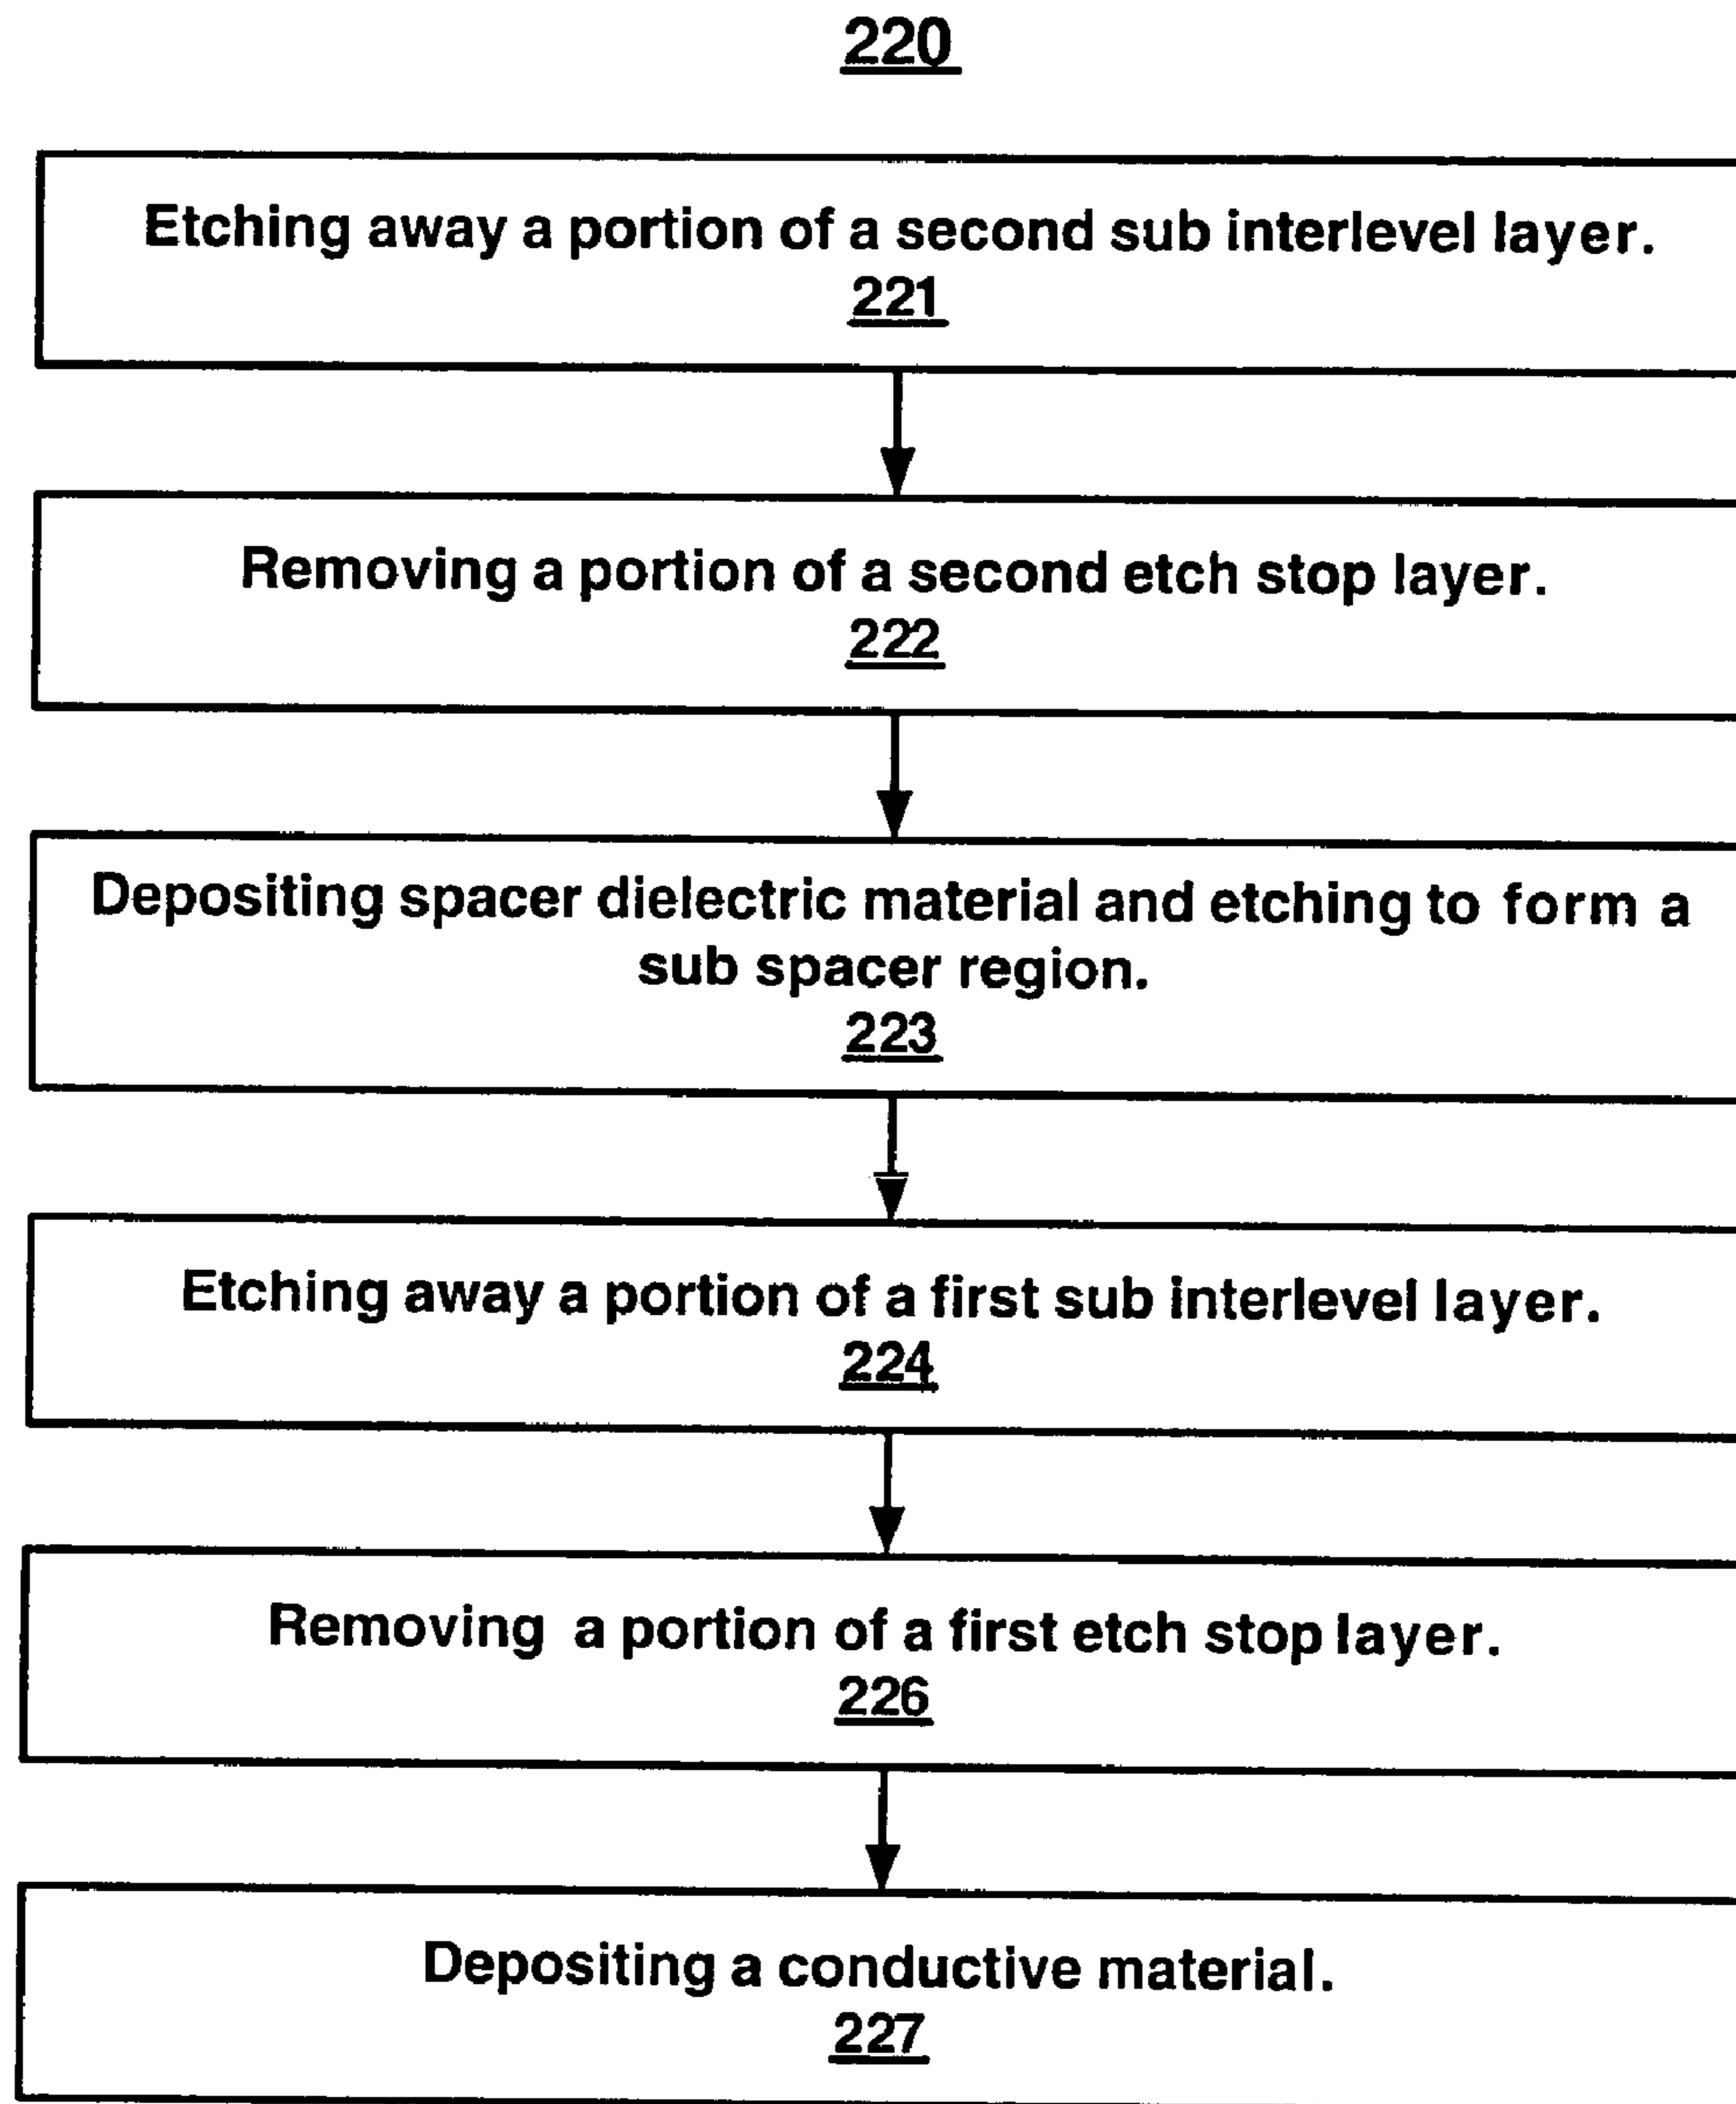 220
Etching away a portion of a second sub interlevel layer.
221
Removing a portion of a second etch stop layer.
222
Depositing spacer dielectric material and etching to form a
sub spacer region.
223
Etching away a portion of a first sub interlevel layer.
224
Removing a portion of a first etch stop layer.
226
Depositing a conductive material.
227